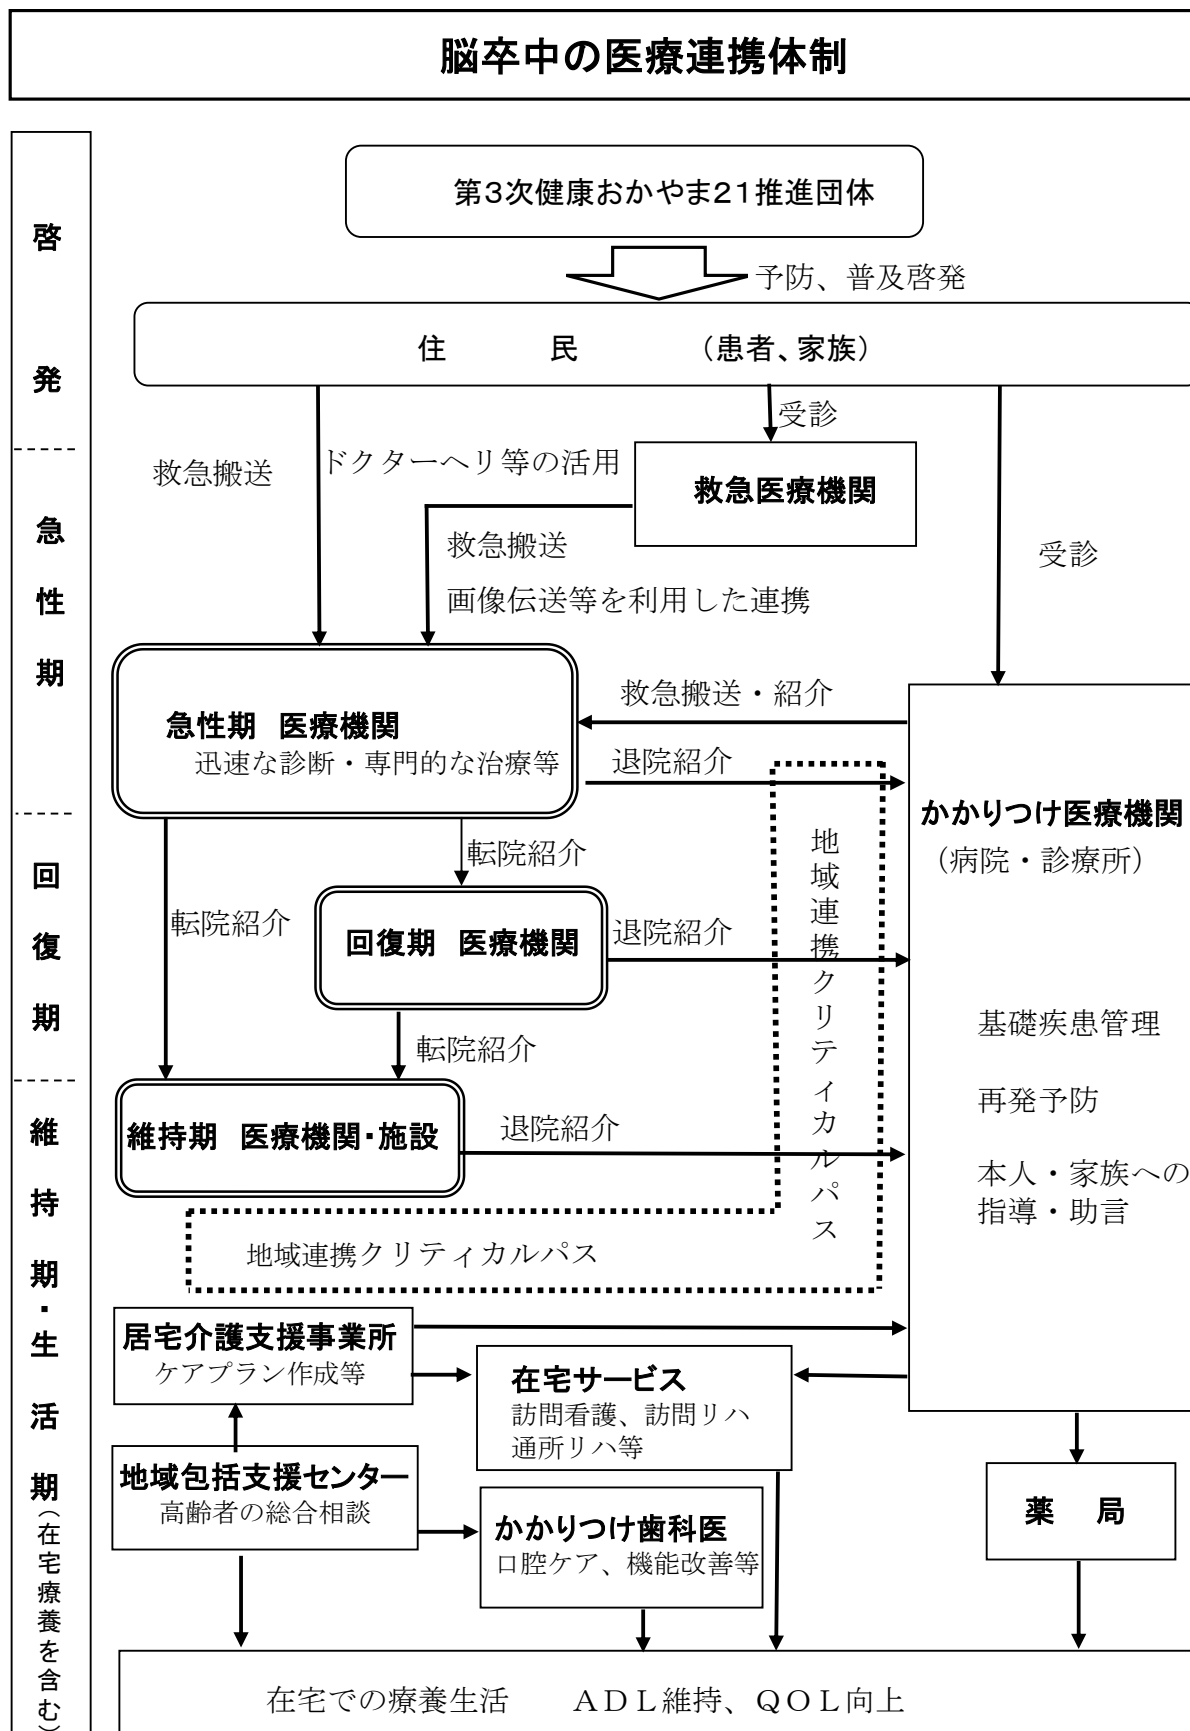 脳卒中の医療連携体制
啓発
第3次健康おかやま21推進団体
予防、普及啓発
住　　民　　（患者、家族）
受診
急性期
救急搬送
ドクターヘリ等の活用
救急医療機関
救急搬送
画像伝送等を利用した連携
受診
急性期　医療機関
迅速な診断・専門的な治療等
救急搬送・紹介
退院紹介
かかりつけ医療機関
（病院・診療所）
基礎疾患管理
再発予防
本人・家族への
指導・助言
回復期
転院紹介
転院紹介
回復期　医療機関
退院紹介
地域連携クリティカルパス
転院紹介
維持期・生活期（在宅療養を含む）
維持期　医療機関・施設
退院紹介
地域連携クリティカルパス
居宅介護支援事業所
ケアプラン作成等
在宅サービス
訪問看護、訪問リハ
通所リハ等
地域包括支援センター
高齢者の総合相談
かかりつけ歯科医
口腔ケア、機能改善等
薬　局
在宅での療養生活　　ＡＤＬ維持、ＱＯＬ向上